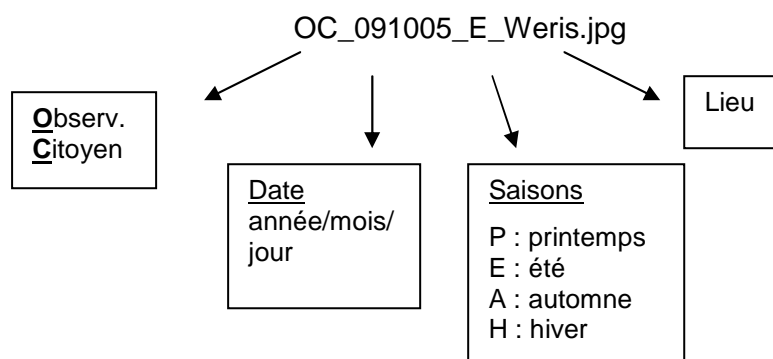 OC_091005_E_Weris.jpg
Observ.
Citoyen
Date
année/mois/
jour
Saisons
P : printemps
E : été
A : automne
H : hiver
Lieu